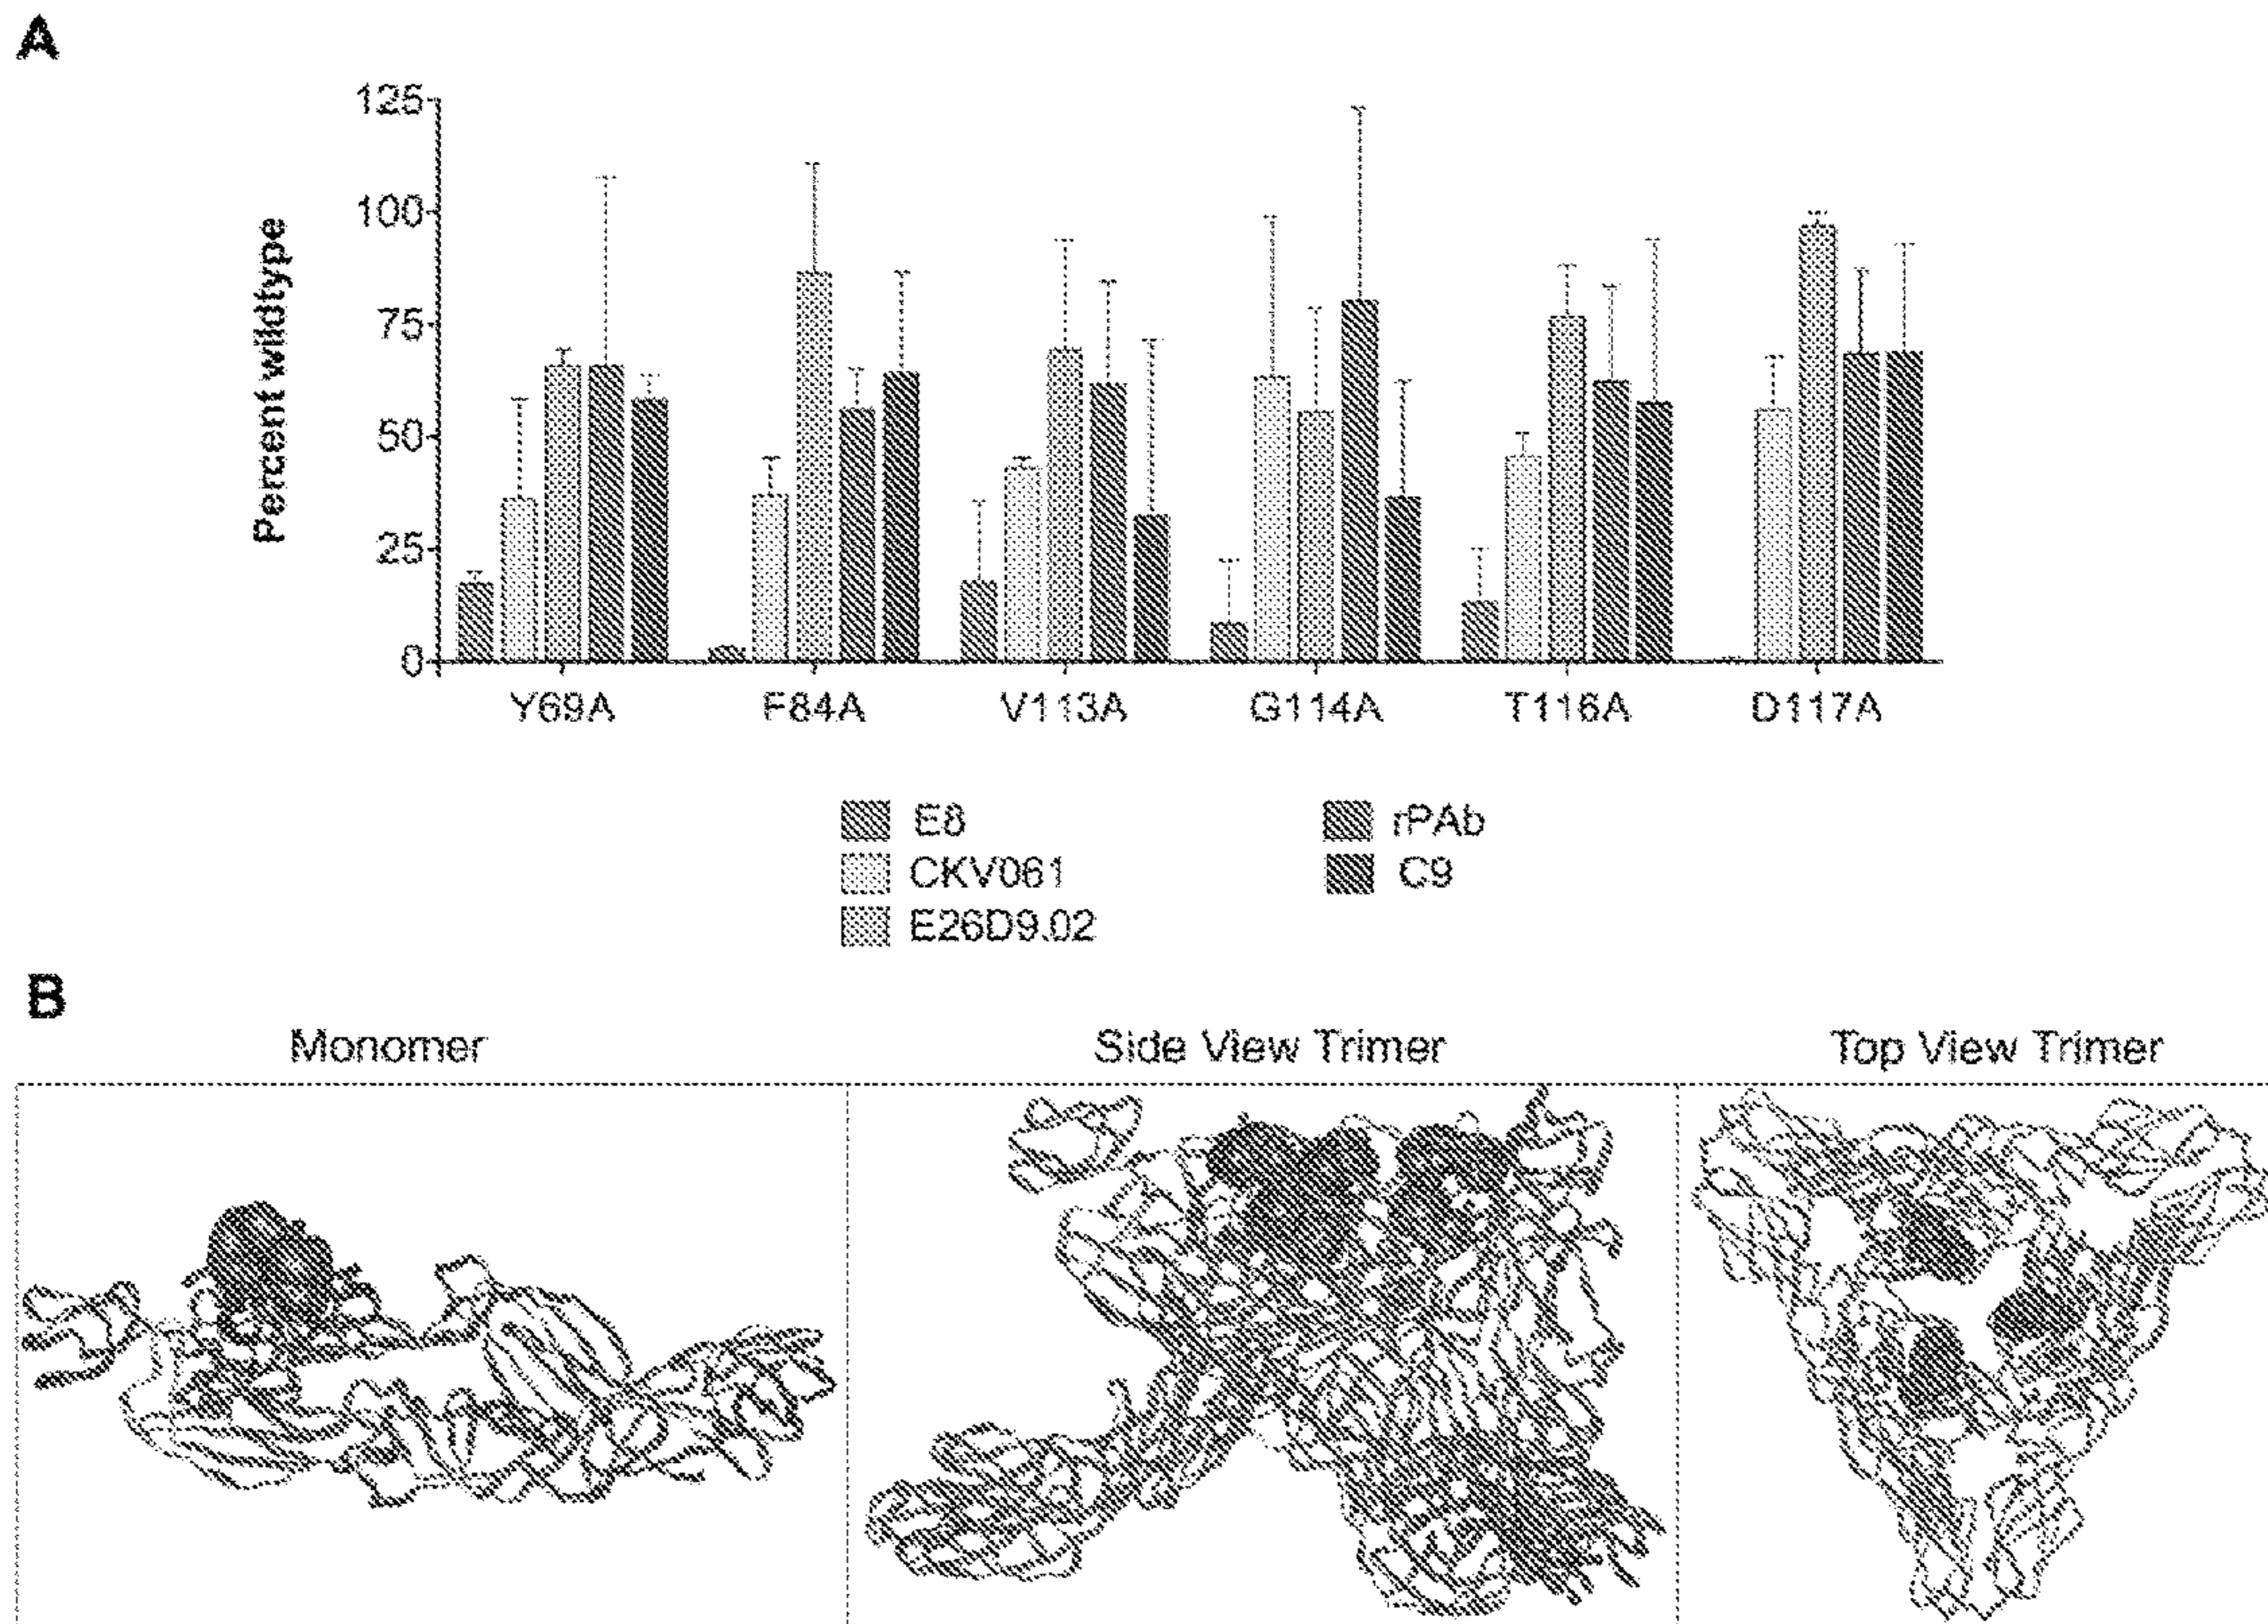 A
125
100
75
50
25
0
Percent wildtype
Y69A F84A V113A G114A T116A D117A
E8 rPAb
CKV061 C9
E26D9.02
B
Monomer Side View Trimer Top View Trimer